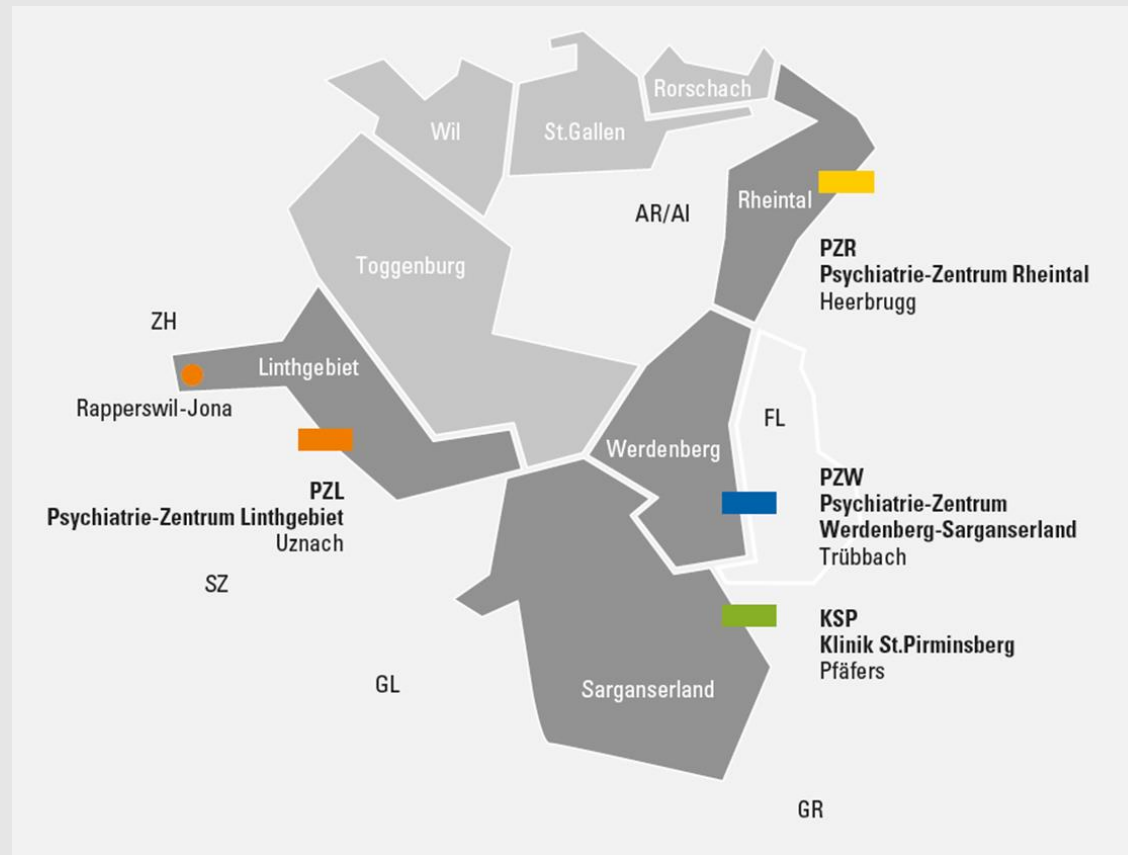 Rorschach
Wil
St.Gallen
Rheintal
AR/AI
PZR
Psychiatrie-Zentrum Rheintal
Heerbrugg
Toggenburg
ZH
Linthgebiet
Rapperswil-Jona
FL
Werdenberg
PZL
Psychiatrie-Zentrum Linthgebiet
Uznach
PZW
Psychiatrie-Zentrum
Werdenberg-Sarganserland
Trübbach
SZ
KSP
Klinik St.Pirminsberg
Pfäfers
GL
Sarganserland
GR